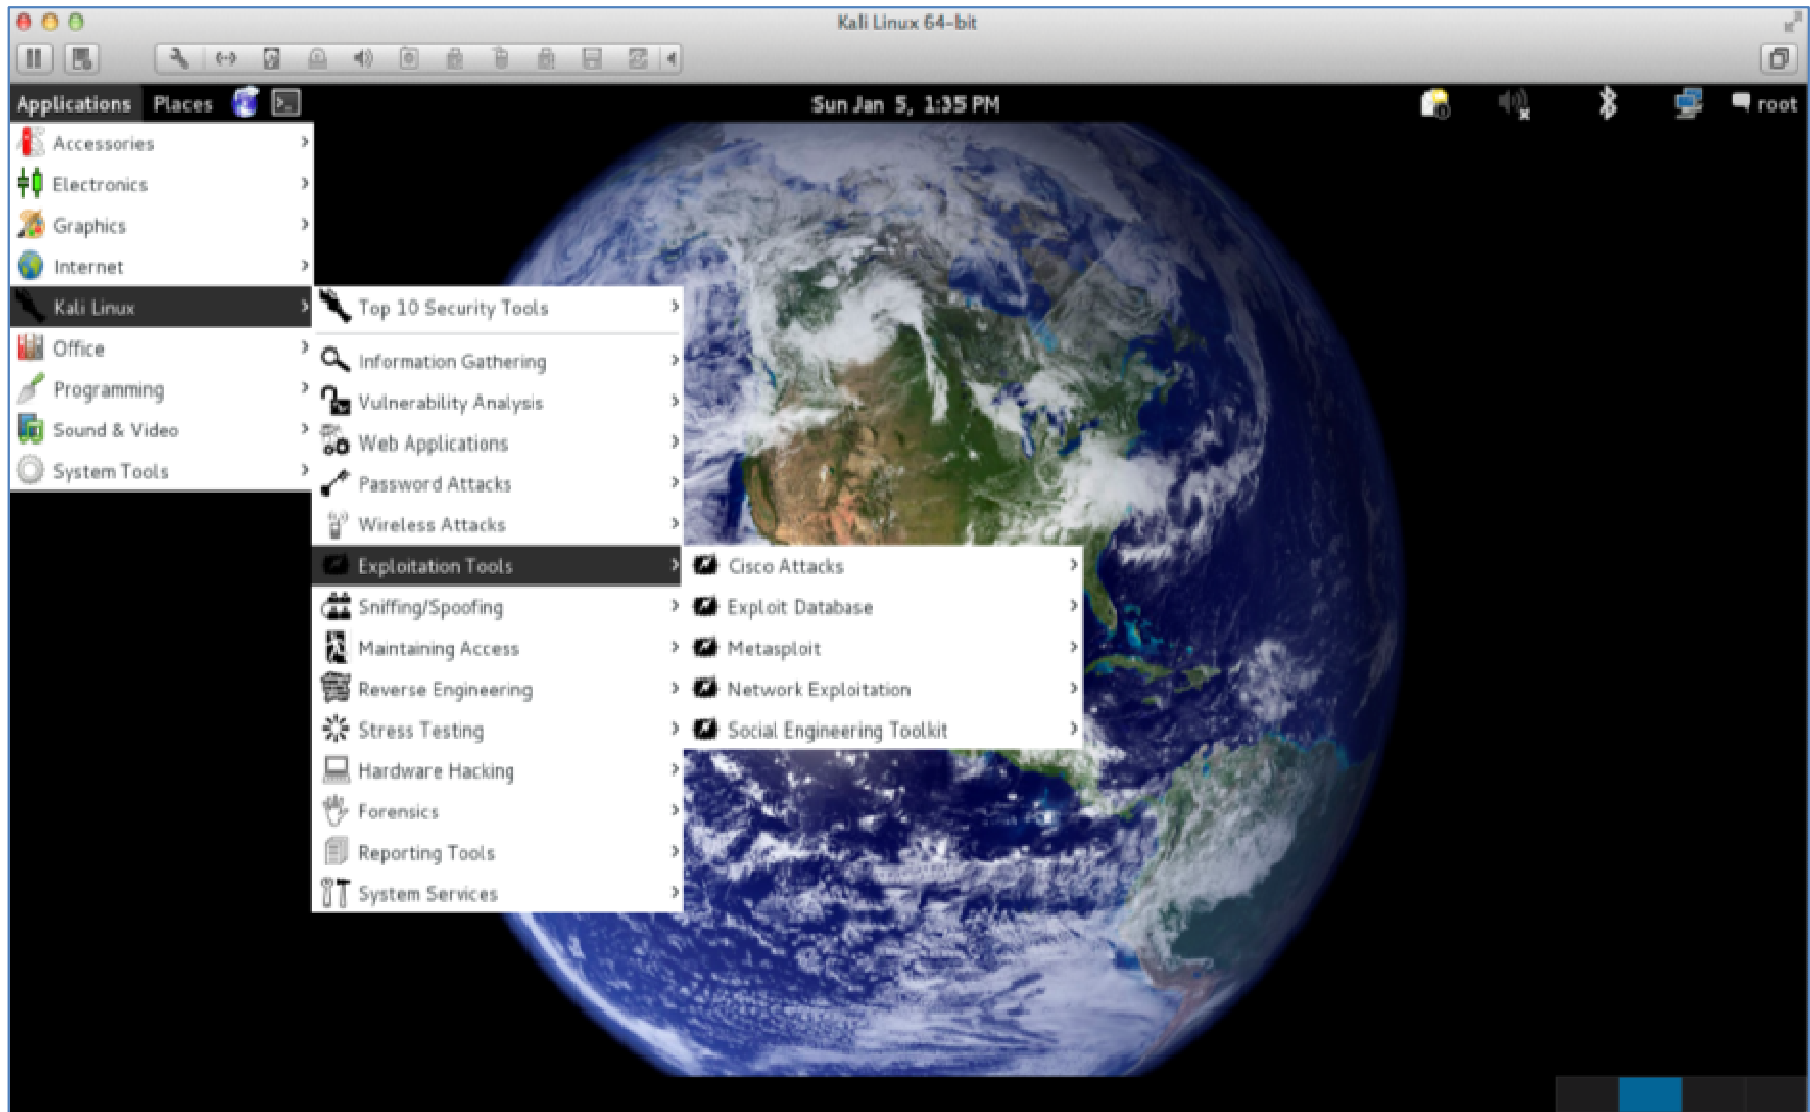 Kali Linux 64-bit
Applications Places Sun Jan 5, 1:35 PM root
Accessories
Electronics
Graphics
Internet
Kali Linux
Office
Programming
Sound & Video
System Tools
Top 10 Security Tools
Information Gathering
Vulnerability Analysis
Web Applications
Password Attacks
Wireless Attacks
Exploitation Tools
Sniffing/Spoofing
Maintaining Access
Reverse Engineering
Stress Testing
Hardware Hacking
Forensics
Reporting Tools
System Services
Cisco Attacks
Exploit Database
Metasploit
Network Exploitation
Social Engineering Toolkit